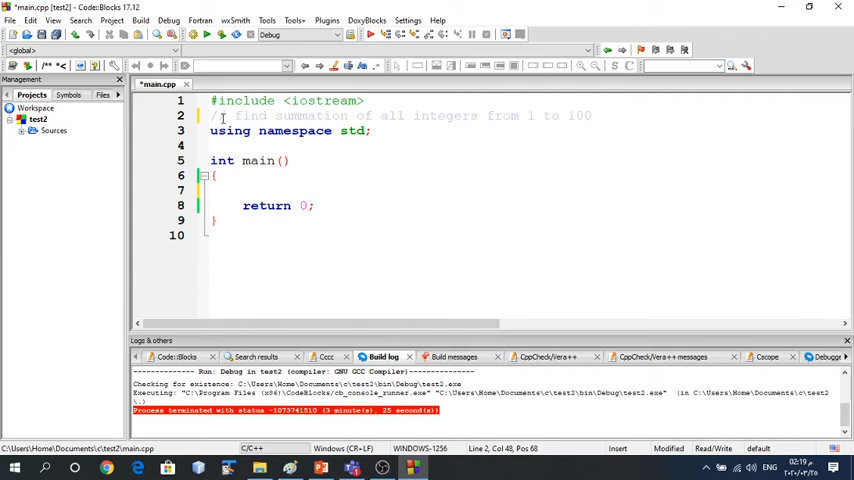 *main.cpp [test2] - Code::Blocks 17.12
File Edit View Search Project Build Debug Fortran wxSmith Tools Tools+ Plugins DoxyBlocks Settings Help
Debug
<global>
/** *<
Management
*main.cpp
Projects Symbols Files
Workspace
test2
Sources
1 #include <iostream>
2 // find summation of all integers from 1 to 100
3 using namespace std;
4
5 int main()
6 {
7
8 return 0;
9 }
10
Logs & others
Code::Blocks Search results Cccc Build log Build messages CppCheck/Vera++ CppCheck/Vera++ messages Cscope Debugge
-------------- Run: Debug in test2 (compiler: GNU GCC Compiler)---------------
Checking for existence: C:\Users\Home\Documents\c\test2\bin\Debug\test2.exe
Executing: "C:\Program Files (x86)\CodeBlocks/cb_console_runner.exe" "C:\Users\Home\Documents\c\test2\bin\Debug\test2.exe" (in C:\Users\Home\Documents\c\test2
\.)
Process terminated with status -1073741510 (3 minute(s), 25 second(s))
C:\Users\Home\Documents\c\test2\main.cpp C/C++ Windows (CR+LF) WINDOWS-1256 Line 2, Col 48, Pos 68 Insert Modified Read/Write default
ENG
02:19 م
٢٠٢٠/٠٣/٢٥